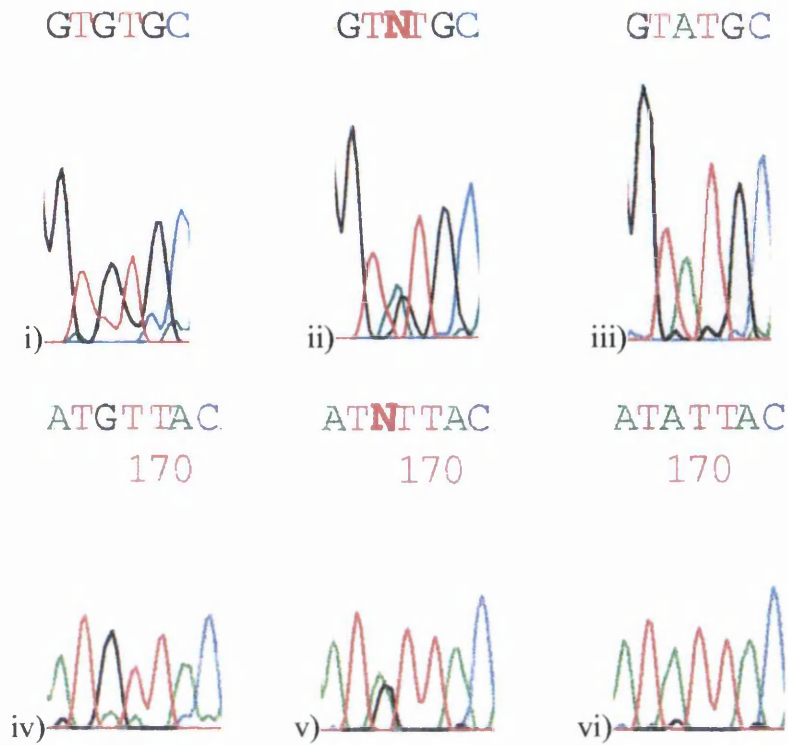 GTGTGC GTNTGC GTATGC
i) ii) iii)
ATGTTAC ATNTTAC ATATTAC
170 170 170
iv) v) vi)